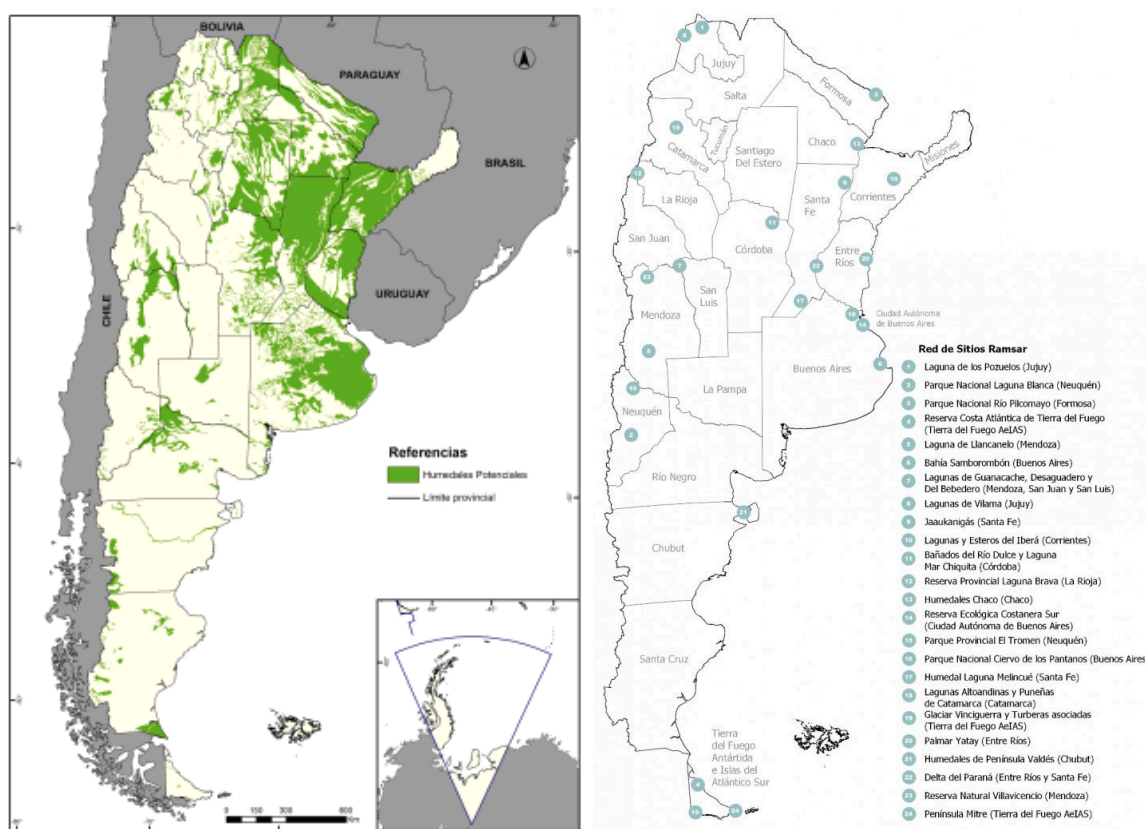 BOLIVIA
PARAGUAY
BRASIL
CHILE
URUGUAY
Referencias
Humedales Potenciales
Límite provincial
0 150 300 600
Km
Jujuy
Salta
Formosa
Catamarca
Tucumán
Santiago
Del Estero
Chaco
Misiones
Corrientes
Santa
Fe
La Rioja
San Juan
Córdoba
Entre
Ríos
San
Luis
Mendoza
Ciudad Autónoma
de Buenos Aires
Buenos Aires
La Pampa
Neuquén
Río Negro
Chubut
Santa Cruz
Tierra
del Fuego
Antártida
e Islas del
Atlántico Sur
Red de Sitios Ramsar
1 Laguna de los Pozuelos (Jujuy)
2 Parque Nacional Laguna Blanca (Neuquén)
3 Parque Nacional Río Pilcomayo (Formosa)
4 Reserva Costa Atlántica de Tierra del Fuego
(Tierra del Fuego AeIAS)
5 Laguna de Llancanelo (Mendoza)
6 Bahía Samborombón (Buenos Aires)
7 Lagunas de Guanacache, Desaguadero y
Del Bebedero (Mendoza, San Juan y San Luis)
8 Lagunas de Vilama (Jujuy)
9 Jaaukanigás (Santa Fe)
10 Lagunas y Esteros del Iberá (Corrientes)
11 Bañados del Río Dulce y Laguna
Mar Chiquita (Córdoba)
12 Reserva Provincial Laguna Brava (La Rioja)
13 Humedales Chaco (Chaco)
14 Reserva Ecológica Costanera Sur
(Ciudad Autónoma de Buenos Aires)
15 Parque Provincial El Tromen (Neuquén)
16 Parque Nacional Ciervo de los Pantanos (Buenos Aires
17 Humedal Laguna Melincué (Santa Fe)
18 Lagunas Altoandinas y Puneñas
de Catamarca (Catamarca)
19 Glaciar Vinciguerra y Turberas asociadas
(Tierra del Fuego AeIAS)
20 Palmar Yatay (Entre Ríos)
21 Humedales de Península Valdés (Chubut)
22 Delta del Paraná (Entre Ríos y Santa Fe)
23 Reserva Natural Villavicencio (Mendoza)
24 Península Mitre (Tierra del Fuego AeIAS)